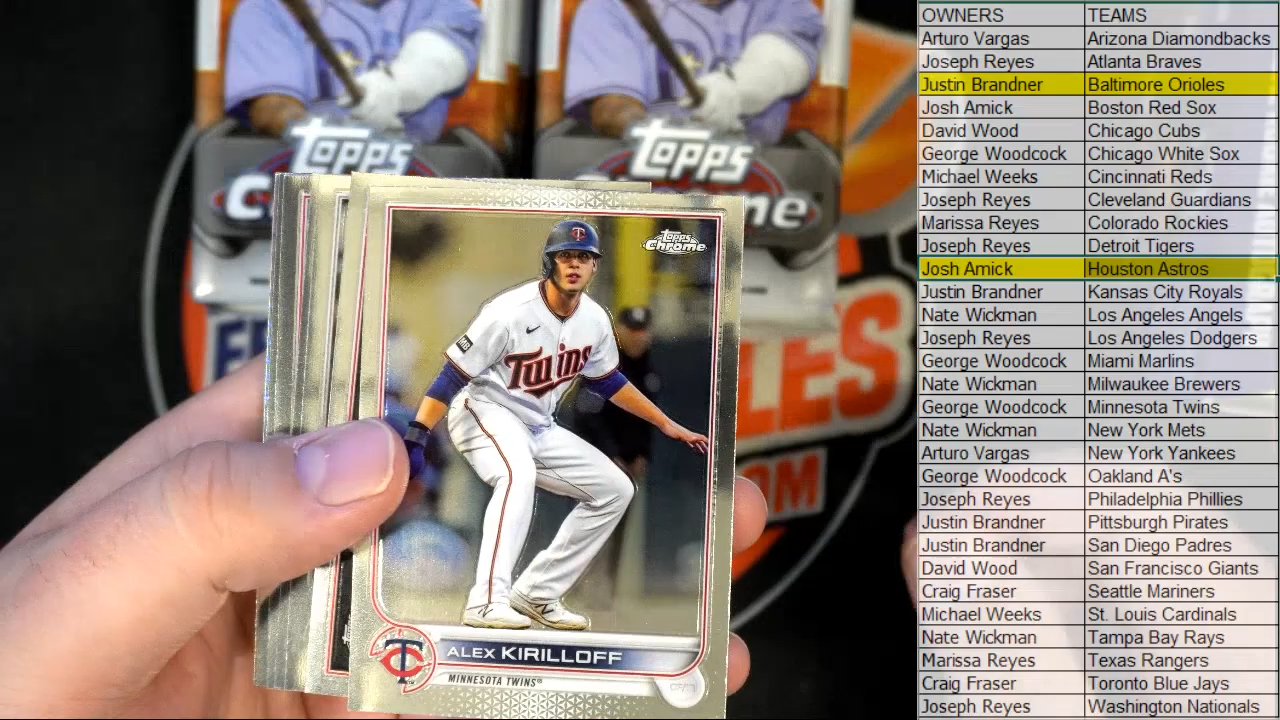 Topps
Topps
C
me
Topps
Chrome
Twins
TC
ALEX KIRILLOFF
MINNESOTA TWINS
LES
OM
OWNERS TEAMS
Arturo Vargas Arizona Diamondbacks
Joseph Reyes Atlanta Braves
Justin Brandner Baltimore Orioles
Josh Amick Boston Red Sox
David Wood Chicago Cubs
George Woodcock Chicago White Sox
Michael Weeks Cincinnati Reds
Joseph Reyes Cleveland Guardians
Marissa Reyes Colorado Rockies
Joseph Reyes Detroit Tigers
Josh Amick Houston Astros
Justin Brandner Kansas City Royals
Nate Wickman Los Angeles Angels
Joseph Reyes Los Angeles Dodgers
George Woodcock Miami Marlins
Nate Wickman Milwaukee Brewers
George Woodcock Minnesota Twins
Nate Wickman New York Mets
Arturo Vargas New York Yankees
George Woodcock Oakland A's
Joseph Reyes Philadelphia Phillies
Justin Brandner Pittsburgh Pirates
Justin Brandner San Diego Padres
David Wood San Francisco Giants
Craig Fraser Seattle Mariners
Michael Weeks St. Louis Cardinals
Nate Wickman Tampa Bay Rays
Marissa Reyes Texas Rangers
Craig Fraser Toronto Blue Jays
Joseph Reyes Washington Nationals